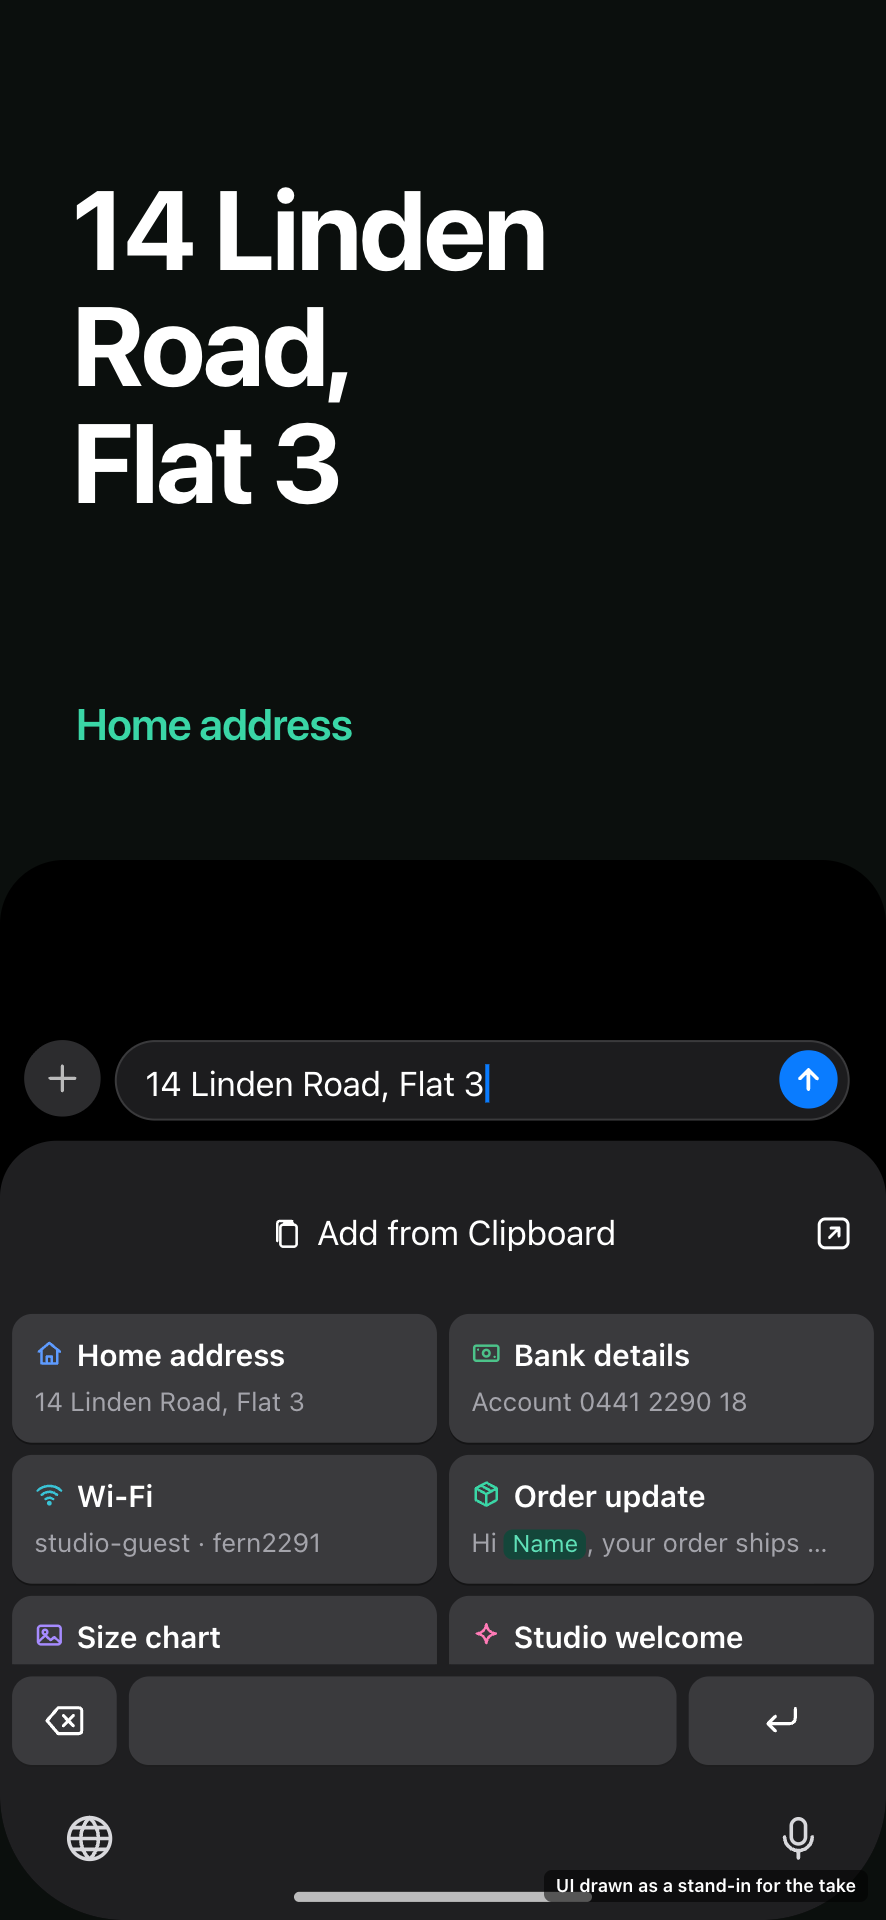 14 Linden
Road,
Flat 3
Home address
14 Linden Road, Flat 3
Add from Clipboard
Home address
14 Linden Road, Flat 3
Bank details
Account 0441 2290 18
Wi-Fi
studio-guest · fern2291
Order update
Hi Name, your order ships ...
Size chart
Studio welcome
UI drawn as a stand-in for the take